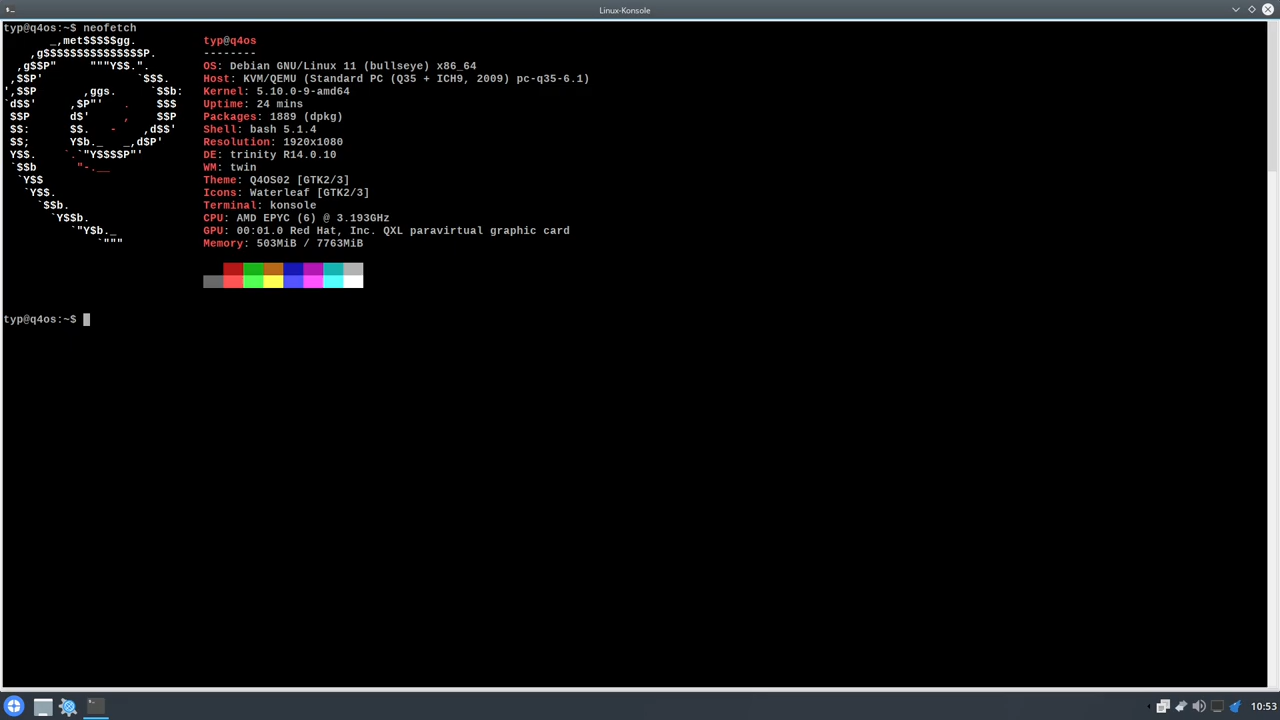 Linux-Konsole
typ@q4os:~$ neofetch
_,met$$$$$gg.
,g$$$$$$$$$$$$$$$P.
,g$$P"     """Y$$.".
,$$P'              `$$$.
',$$P       ,ggs.     `$$b:
`d$$'     ,$P"'   .    $$$
$$P      d$'     ,    $$P
$$:      $$.   -    ,d$$'
$$;      Y$b._   _,d$P'
Y$$.    `.`"Y$$$$P"'
`$$b      "-.__
`Y$$
`Y$$.
`$$b.
`Y$$b.
`"Y$b._
`"""
typ@q4os
--------
OS: Debian GNU/Linux 11 (bullseye) x86_64
Host: KVM/QEMU (Standard PC (Q35 + ICH9, 2009) pc-q35-6.1)
Kernel: 5.10.0-9-amd64
Uptime: 24 mins
Packages: 1889 (dpkg)
Shell: bash 5.1.4
Resolution: 1920x1080
DE: trinity R14.0.10
WM: twin
Theme: Q4OS02 [GTK2/3]
Icons: Waterleaf [GTK2/3]
Terminal: konsole
CPU: AMD EPYC (6) @ 3.193GHz
GPU: 00:01.0 Red Hat, Inc. QXL paravirtual graphic card
Memory: 503MiB / 7763MiB
typ@q4os:~$
10:53